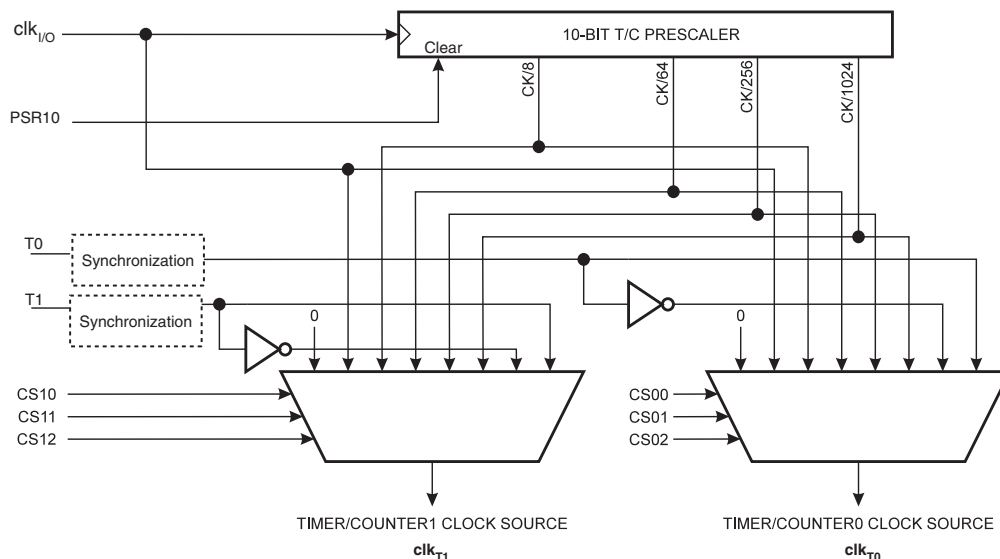 clkI/O
10-BIT T/C PRESCALER
Clear
CK/8
CK/64
CK/256
CK/1024
PSR10
T0
Synchronization
T1
Synchronization
0
0
CS10
CS11
CS12
CS00
CS01
CS02
TIMER/COUNTER1 CLOCK SOURCE
clkT1
TIMER/COUNTER0 CLOCK SOURCE
clkT0